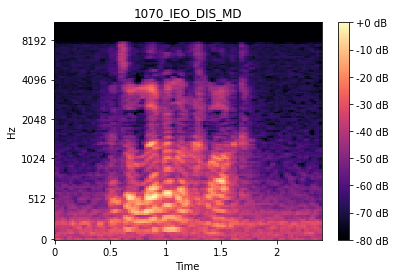 1070_IEO_DIS_MD
8192
4096
2048
1024
512
0
Hz
0
0.5
1
1.5
2
Time
+0 dB
-10 dB
-20 dB
-30 dB
-40 dB
-50 dB
-60 dB
-70 dB
-80 dB